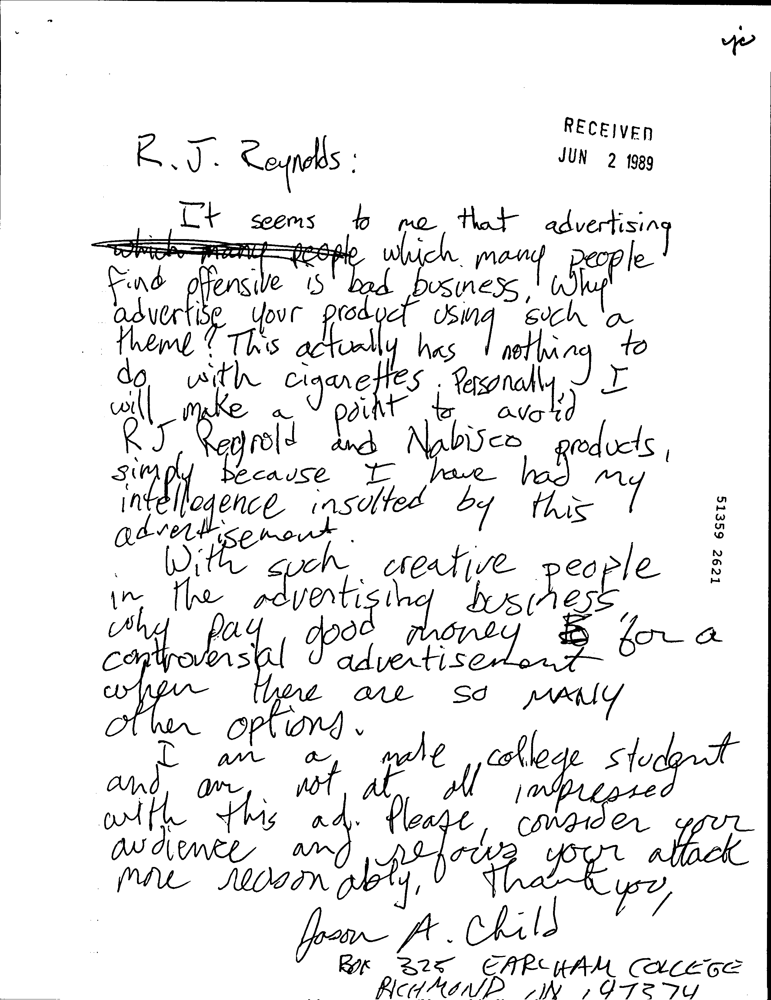 yc
RECEIVED
JUN 2 1989
R.J. Reynolds:
It seems to me that advertising
which many people which many people
find offensive is bad business. Why
advertise your product using such a
theme? This actually has nothing to
do with cigarettes. Personally, I
will make a point to avoid
RJ Regnold and Nabisco products,
simply because I have had my
intellegence insulted by this
advertisement.
With such creative people
in the advertising business,
why pay good money for a
controversial advertisement
when there are so MANY
other options.
I am a male college student
and am not at all impressed
with this ad. Please, consider your
audience and refocus your attack
more reasonably. Thank you,
Jason A. Child
BOX 325 EARLHAM COLLEGE
RICHMOND, IN, 47374
51359 2621